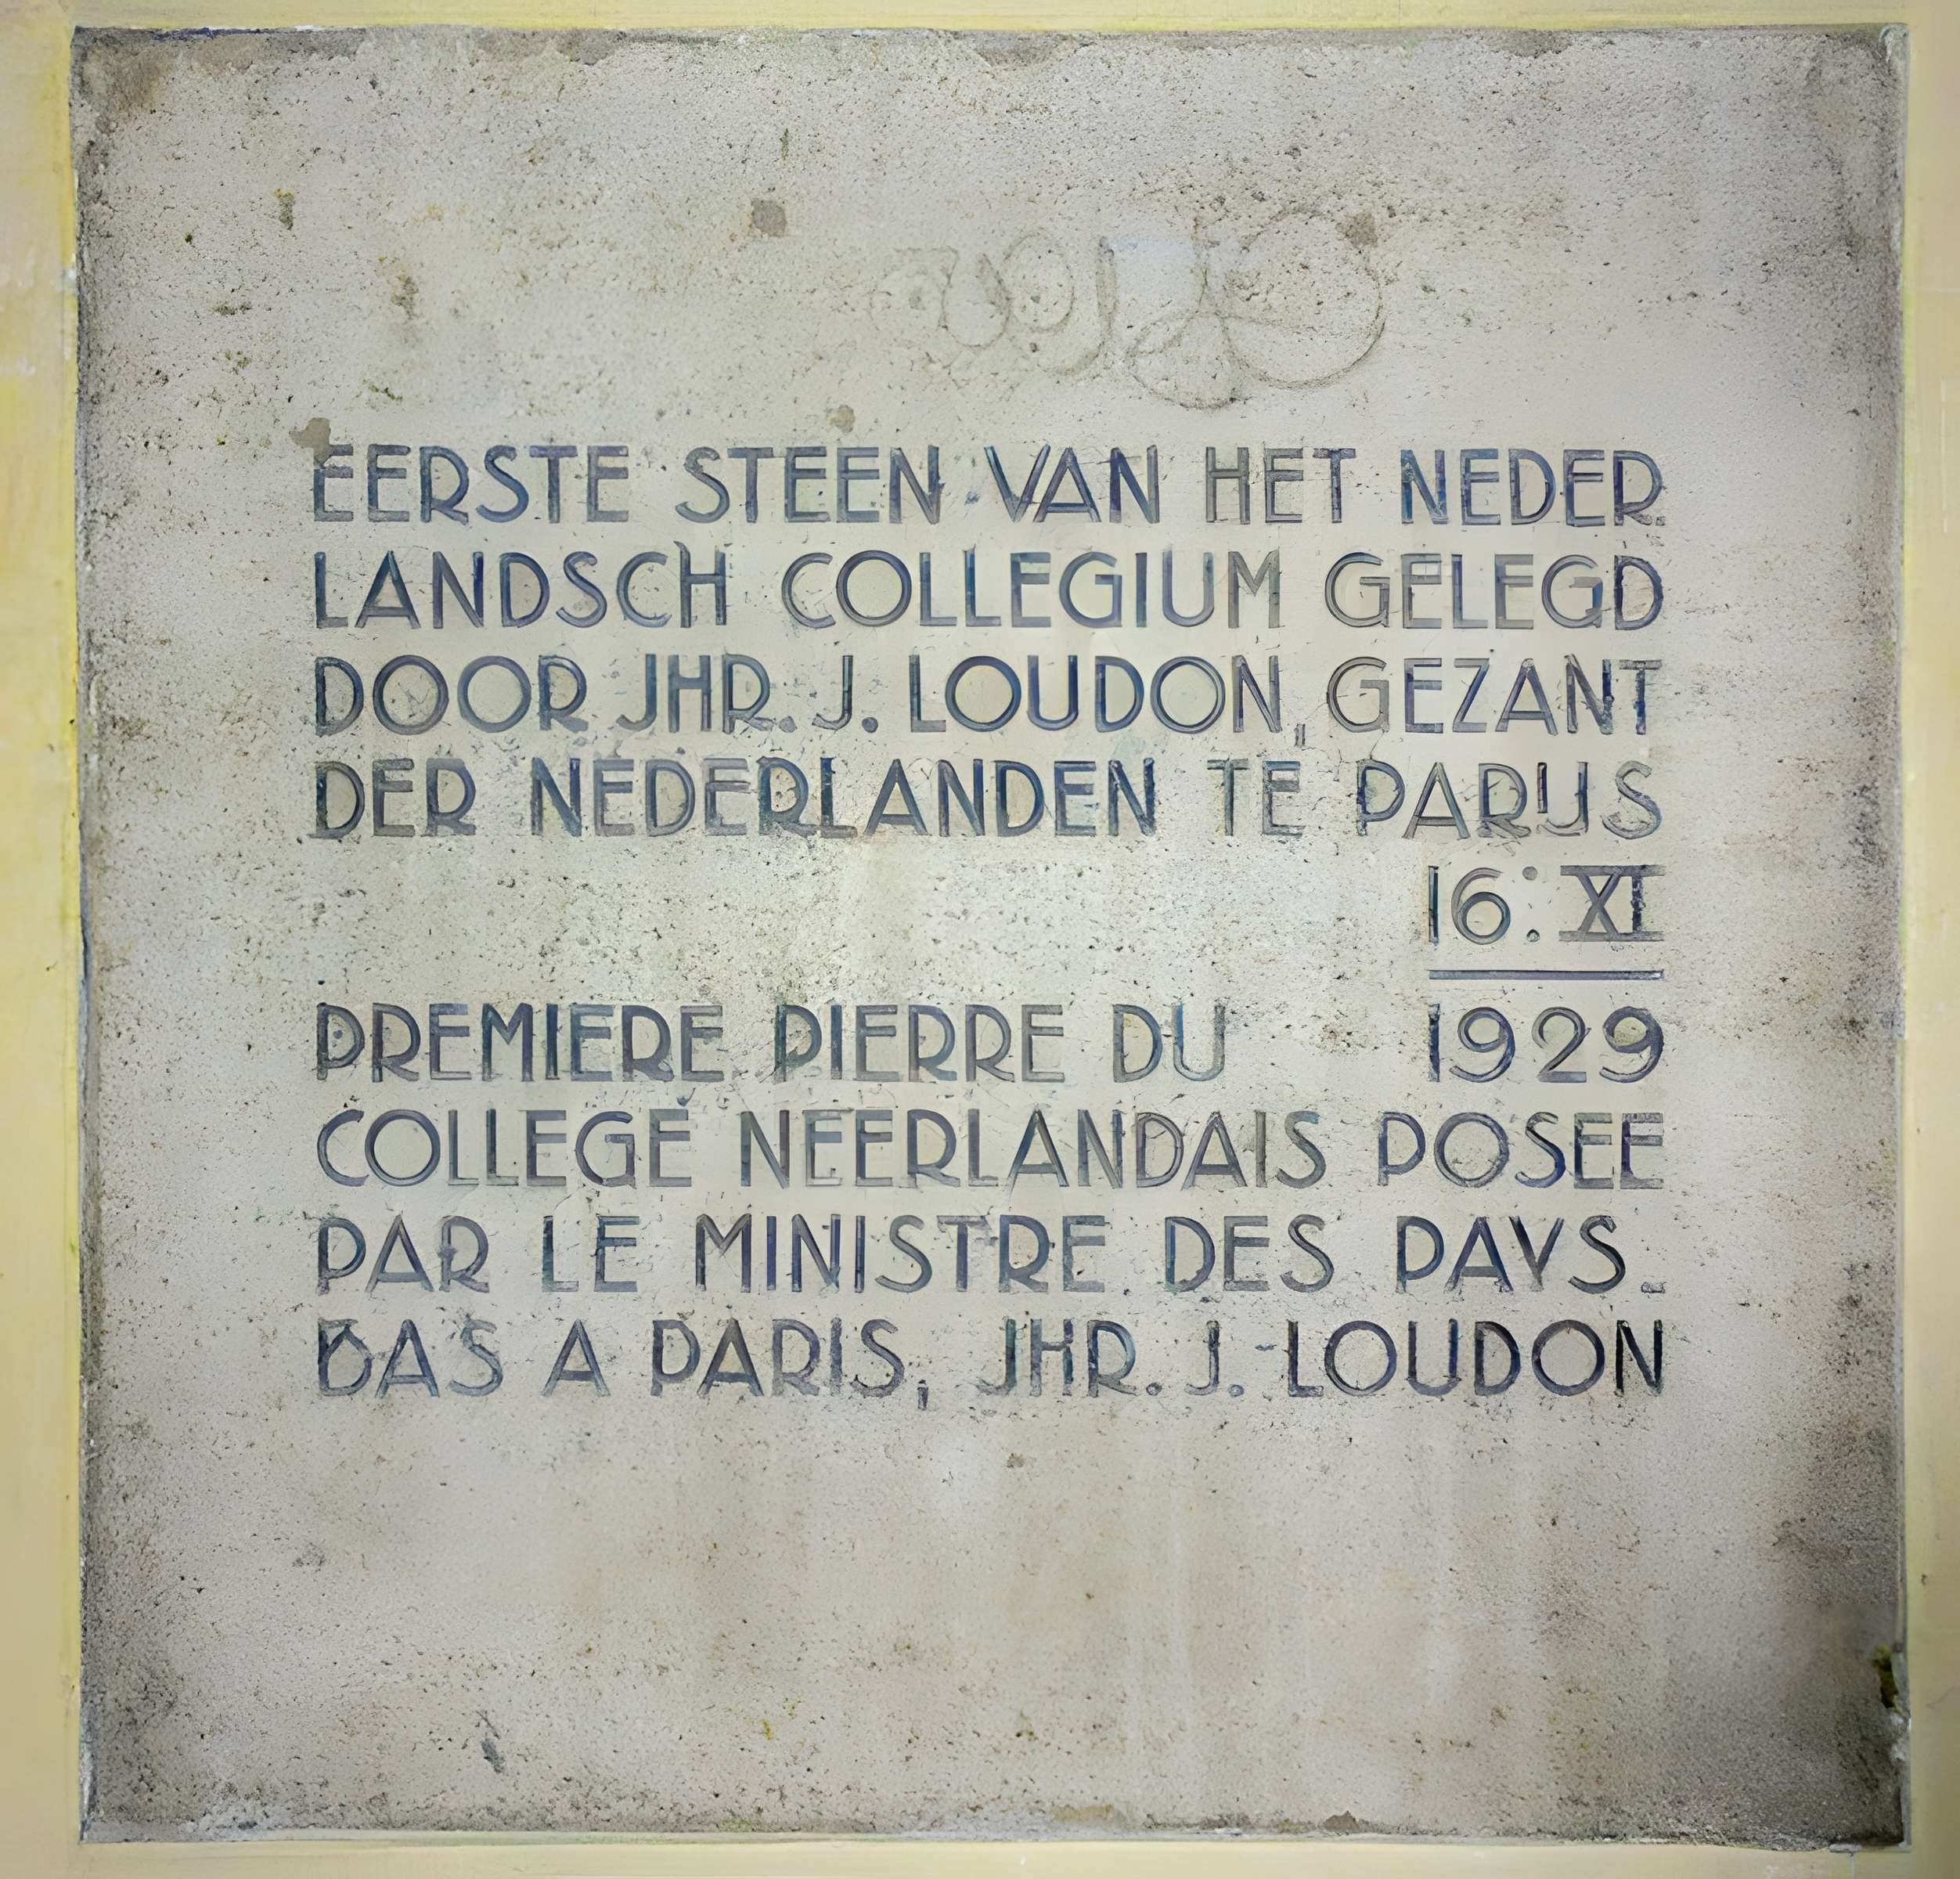 EERSTE STEEN VAN HET NEDER
LANDSCH COLLEGIUM GELEGD
DOOR JHR. J. LOUDON, GEZANT
DER NEDERLANDEN TE PARIJS
16: XI
1929
PREMIERE PIERRE DU
COLLEGE NEERLANDAIS POSEE
PAR LE MINISTRE DES PAYS-
BAS A PARIS, JHR. J. LOUDON